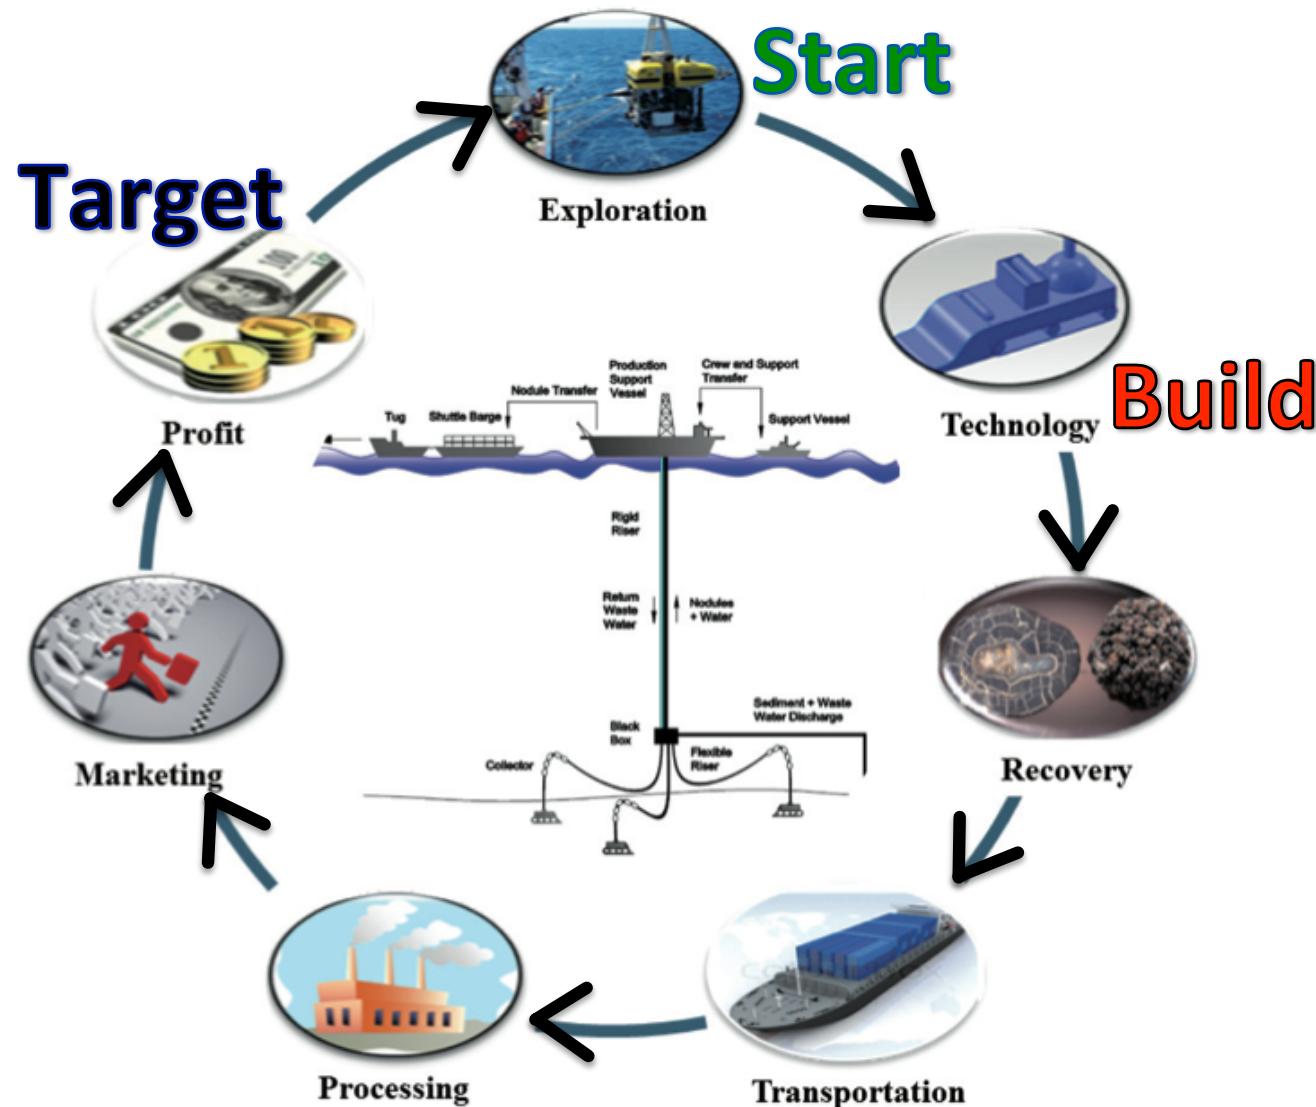 Start
Target
Exploration
Build
Technology
Profit
Production
Support
Vessel
Crew and Support
Transfer
Nodule Transfer
Tug
Shuttle Barge
Support Vessel
Rigid
Riser
Return
Waste
Water
Nodules
+ Water
Sediment + Waste
Water Discharge
Black
Box
Flexible
Riser
Collector
Recovery
Marketing
Processing
Transportation
100